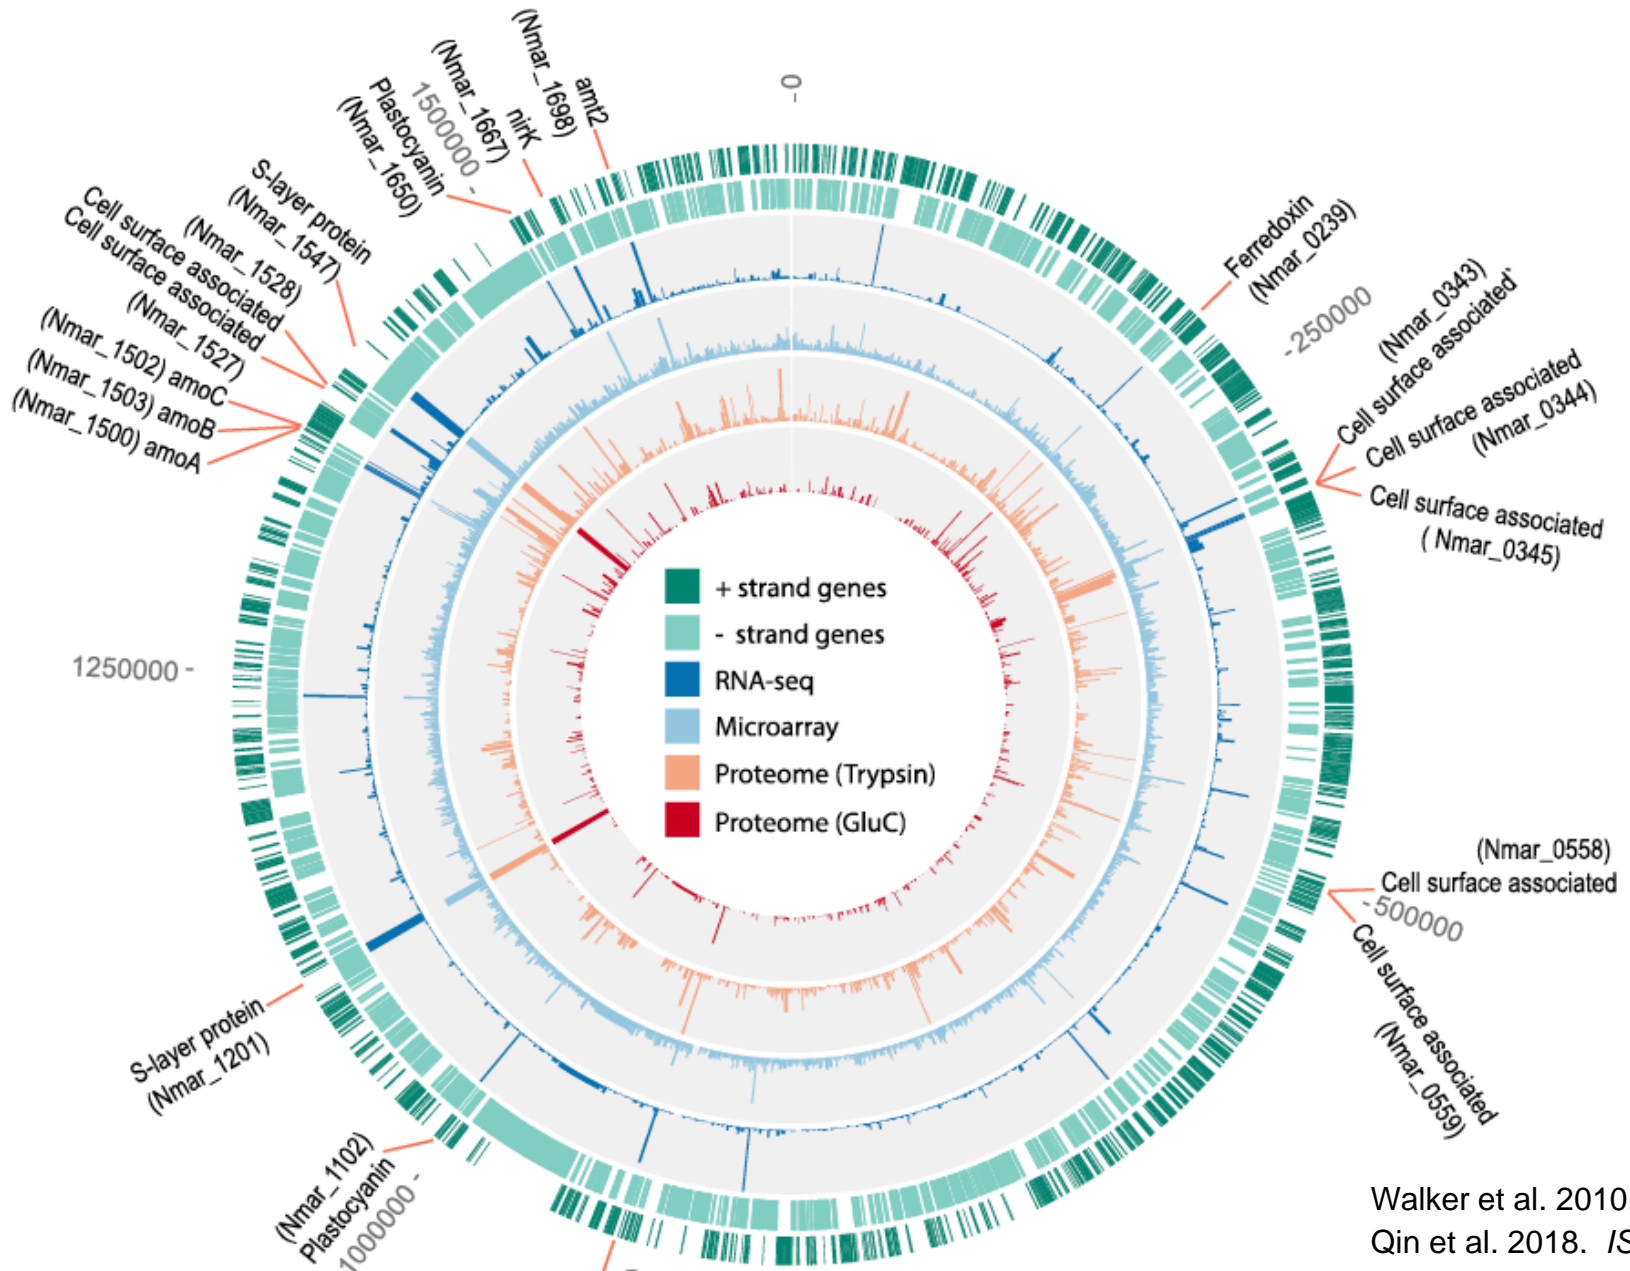 -0
amt2
(Nmar_1698)
nirK
(Nmar_1667)
1500000 -
Plastocyanin
(Nmar_1650)
S-layer protein
(Nmar_1547)
(Nmar_1528)
Cell surface associated
Cell surface associated
(Nmar_1527)
(Nmar_1502) amoC
(Nmar_1503) amoB
(Nmar_1500) amoA
1250000 -
S-layer protein
(Nmar_1201)
(Nmar_1102)
Plastocyanin
1000000 -
Ferredoxin
(Nmar_0239)
-250000
(Nmar_0343)
Cell surface associated
Cell surface associated
(Nmar_0344)
Cell surface associated
( Nmar_0345)
(Nmar_0558)
Cell surface associated
-500000
Cell surface associated
(Nmar_0559)
+ strand genes
- strand genes
RNA-seq
Microarray
Proteome (Trypsin)
Proteome (GluC)
Walker et al. 2010.
Qin et al. 2018.